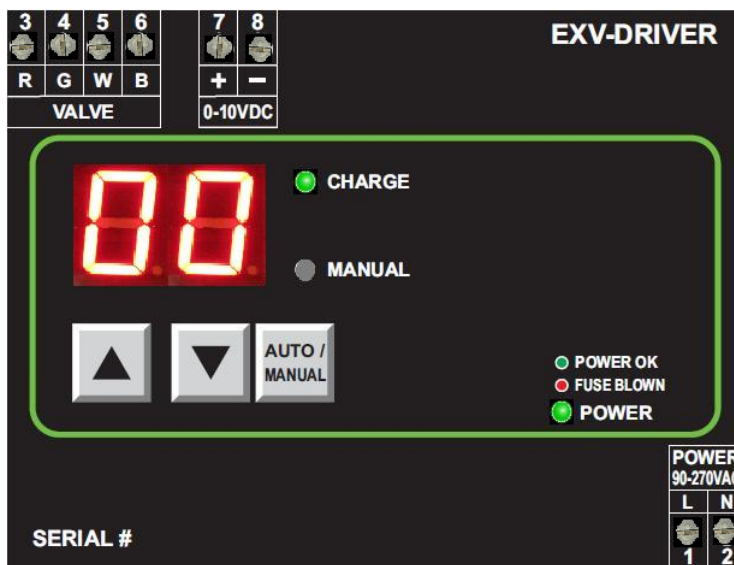 3 4 5 6 7 8
EXV-DRIVER
R G W B + −
VALVE 0-10VDC
00
CHARGE
MANUAL
▲ ▼ AUTO /
MANUAL
POWER OK
FUSE BLOWN
POWER
POWER
90-270VA
L N
SERIAL #
1 2